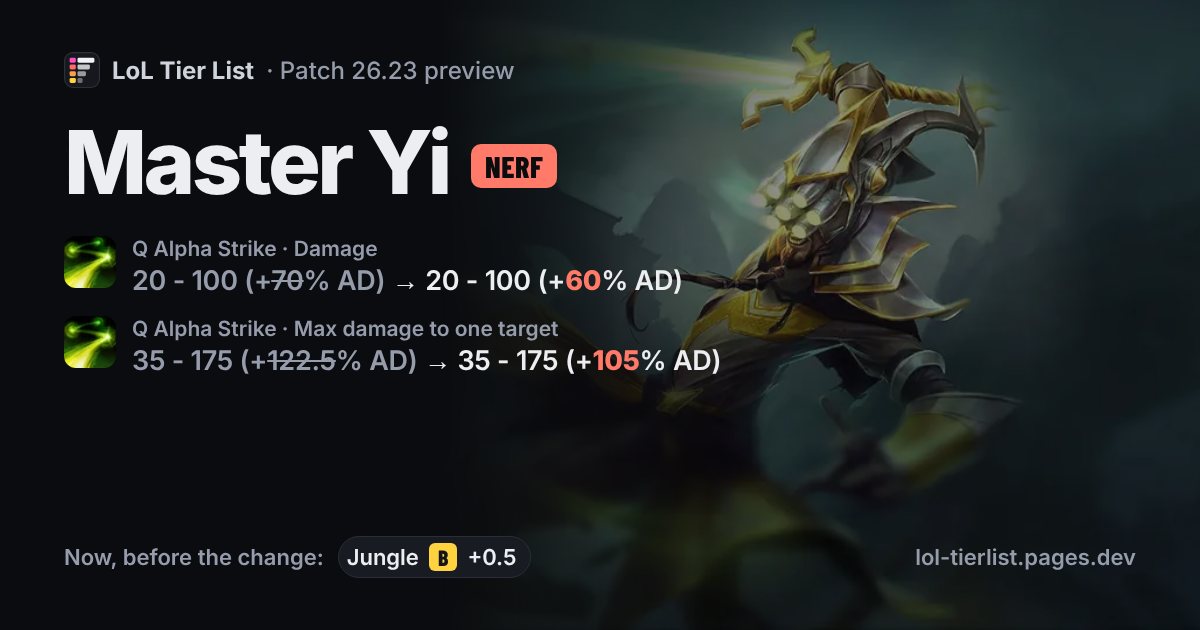 LoL Tier List · Patch 26.23 preview
Master Yi NERF
Q Alpha Strike · Damage
20 - 100 (+70% AD) → 20 - 100 (+60% AD)
Q Alpha Strike · Max damage to one target
35 - 175 (+122.5% AD) → 35 - 175 (+105% AD)
Now, before the change: Jungle B +0.5
lol-tierlist.pages.dev